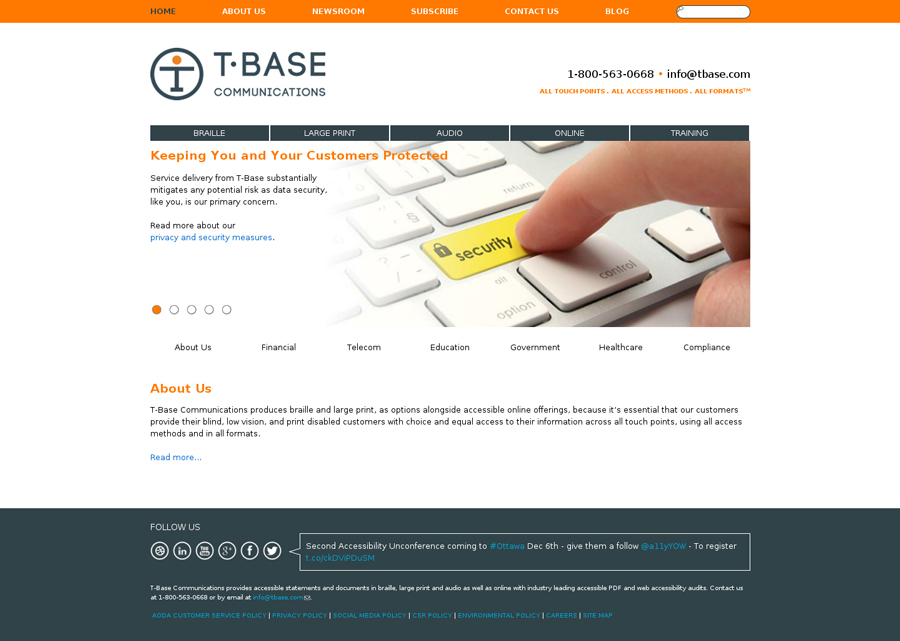 HOME ABOUT US NEWSROOM SUBSCRIBE CONTACT US BLOG
T·BASE
COMMUNICATIONS
1-800-563-0668 • info@tbase.com
ALL TOUCH POINTS . ALL ACCESS METHODS . ALL FORMATS™
BRAILLE LARGE PRINT AUDIO ONLINE TRAINING
Keeping You and Your Customers Protected
Service delivery from T-Base substantially
mitigates any potential risk as data security,
like you, is our primary concern.
Read more about our
privacy and security measures.
return
security
control
alt
option
About Us Financial Telecom Education Government Healthcare Compliance
About Us
T-Base Communications produces braille and large print, as options alongside accessible online offerings, because it's essential that our customers
provide their blind, low vision, and print disabled customers with choice and equal access to their information across all touch points, using all access
methods and in all formats.
Read more...
FOLLOW US
in You Tube g+ f
Second Accessibility Unconference coming to #Ottawa Dec 6th - give them a follow @a11yYOW - To register
t.co/ckDViPDuSM
T-Base Communications provides accessible statements and documents in braille, large print and audio as well as online with industry leading accessible PDF and web accessibility audits. Contact us
at 1-800-563-0668 or by email at info@tbase.com
AODA CUSTOMER SERVICE POLICY | PRIVACY POLICY | SOCIAL MEDIA POLICY | CSR POLICY | ENVIRONMENTAL POLICY | CAREERS | SITE MAP